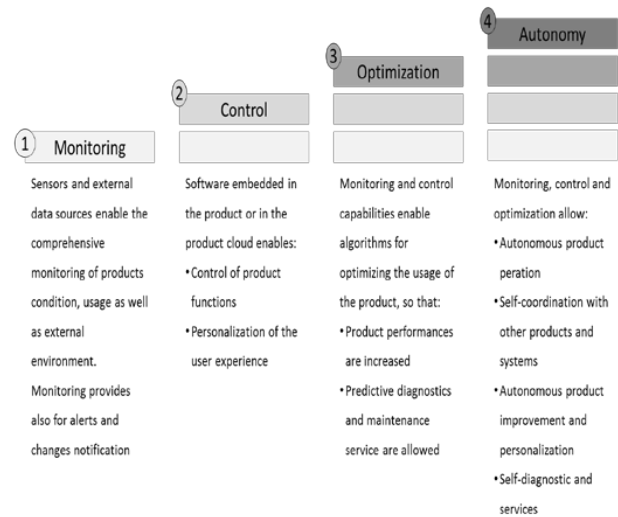 1
Monitoring
Sensors and external
data sources enable the
comprehensive
monitoring of products
condition, usage as well
as external
environment.
Monitoring provides
also for alerts and
changes notification
2
Control
Software embedded in
the product or in the
product cloud enables:
•Control of product
functions
•Personalization of the
user experience
3
Optimization
Monitoring and control
capabilities enable
algorithms for
optimizing the usage of
the product, so that:
•Product performances
are increased
•Predictive diagnostics
and maintenance
service are allowed
4
Autonomy
Monitoring, control and
optimization allow:
•Autonomous product
peration
•Self-coordination with
other products and
systems
•Autonomous product
improvement and
personalization
•Self-diagnostic and
services